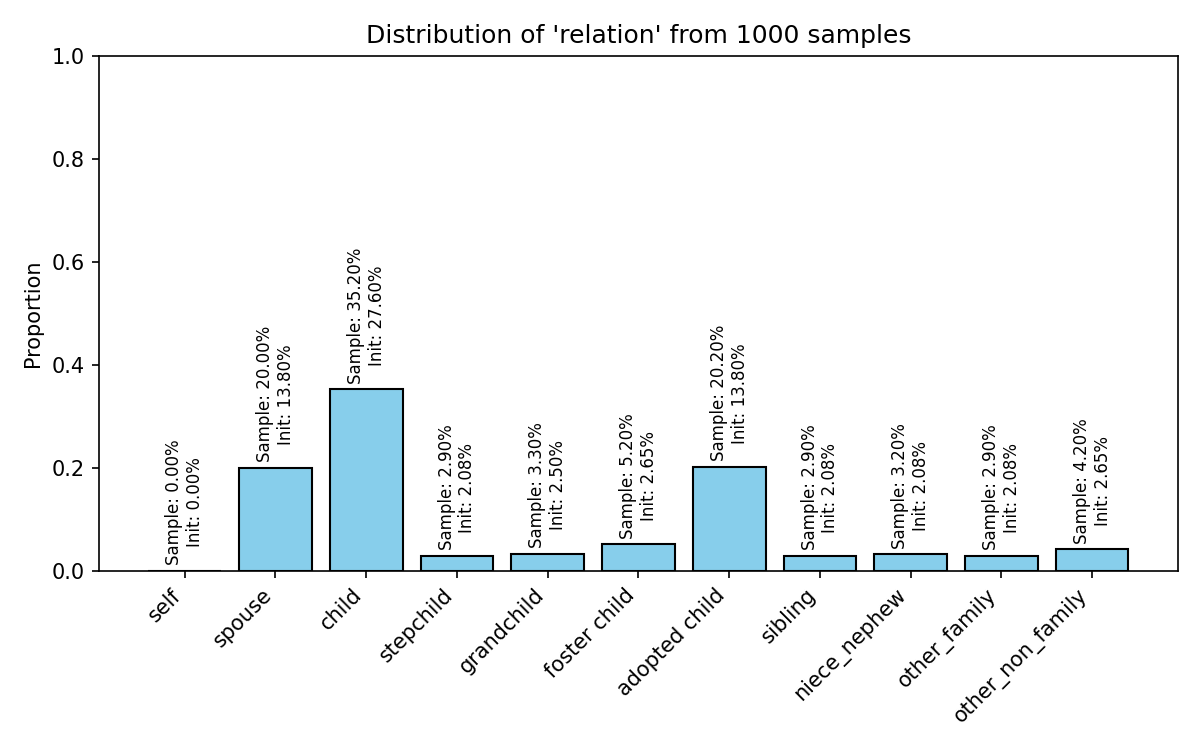 Distribution of 'relation' from 1000 samples
Proportion
1.0
0.8
0.6
0.4
0.2
0.0
Sample: 0.00%
Init: 0.00%
Sample: 20.00%
Init: 13.80%
Sample: 35.20%
Init: 27.60%
Sample: 2.90%
Init: 2.08%
Sample: 3.30%
Init: 2.50%
Sample: 5.20%
Init: 2.65%
Sample: 20.20%
Init: 13.80%
Sample: 2.90%
Init: 2.08%
Sample: 3.20%
Init: 2.08%
Sample: 2.90%
Init: 2.08%
Sample: 4.20%
Init: 2.65%
self
spouse
child
stepchild
grandchild
foster child
adopted child
sibling
niece_nephew
other_family
other_non_family